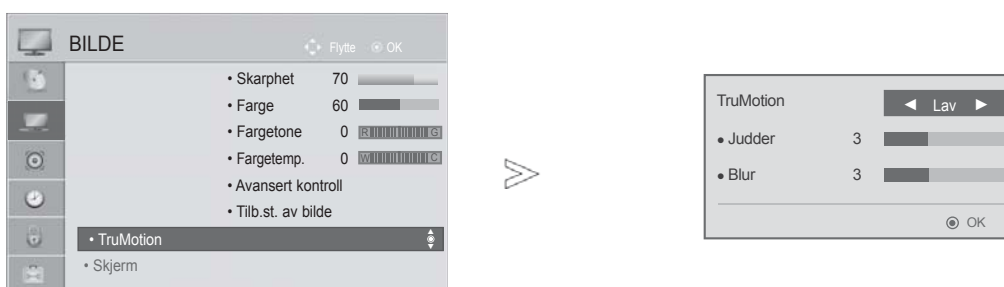 BILDE
Flytte OK
• Skarphet 70
• Farge 60
• Fargetone 0 R G
• Fargetemp. 0 W C
• Avansert kontroll
• Tilb.st. av bilde
• TruMotion
• Skjerm
TruMotion ◄ Lav ►
• Judder 3
• Blur 3
OK